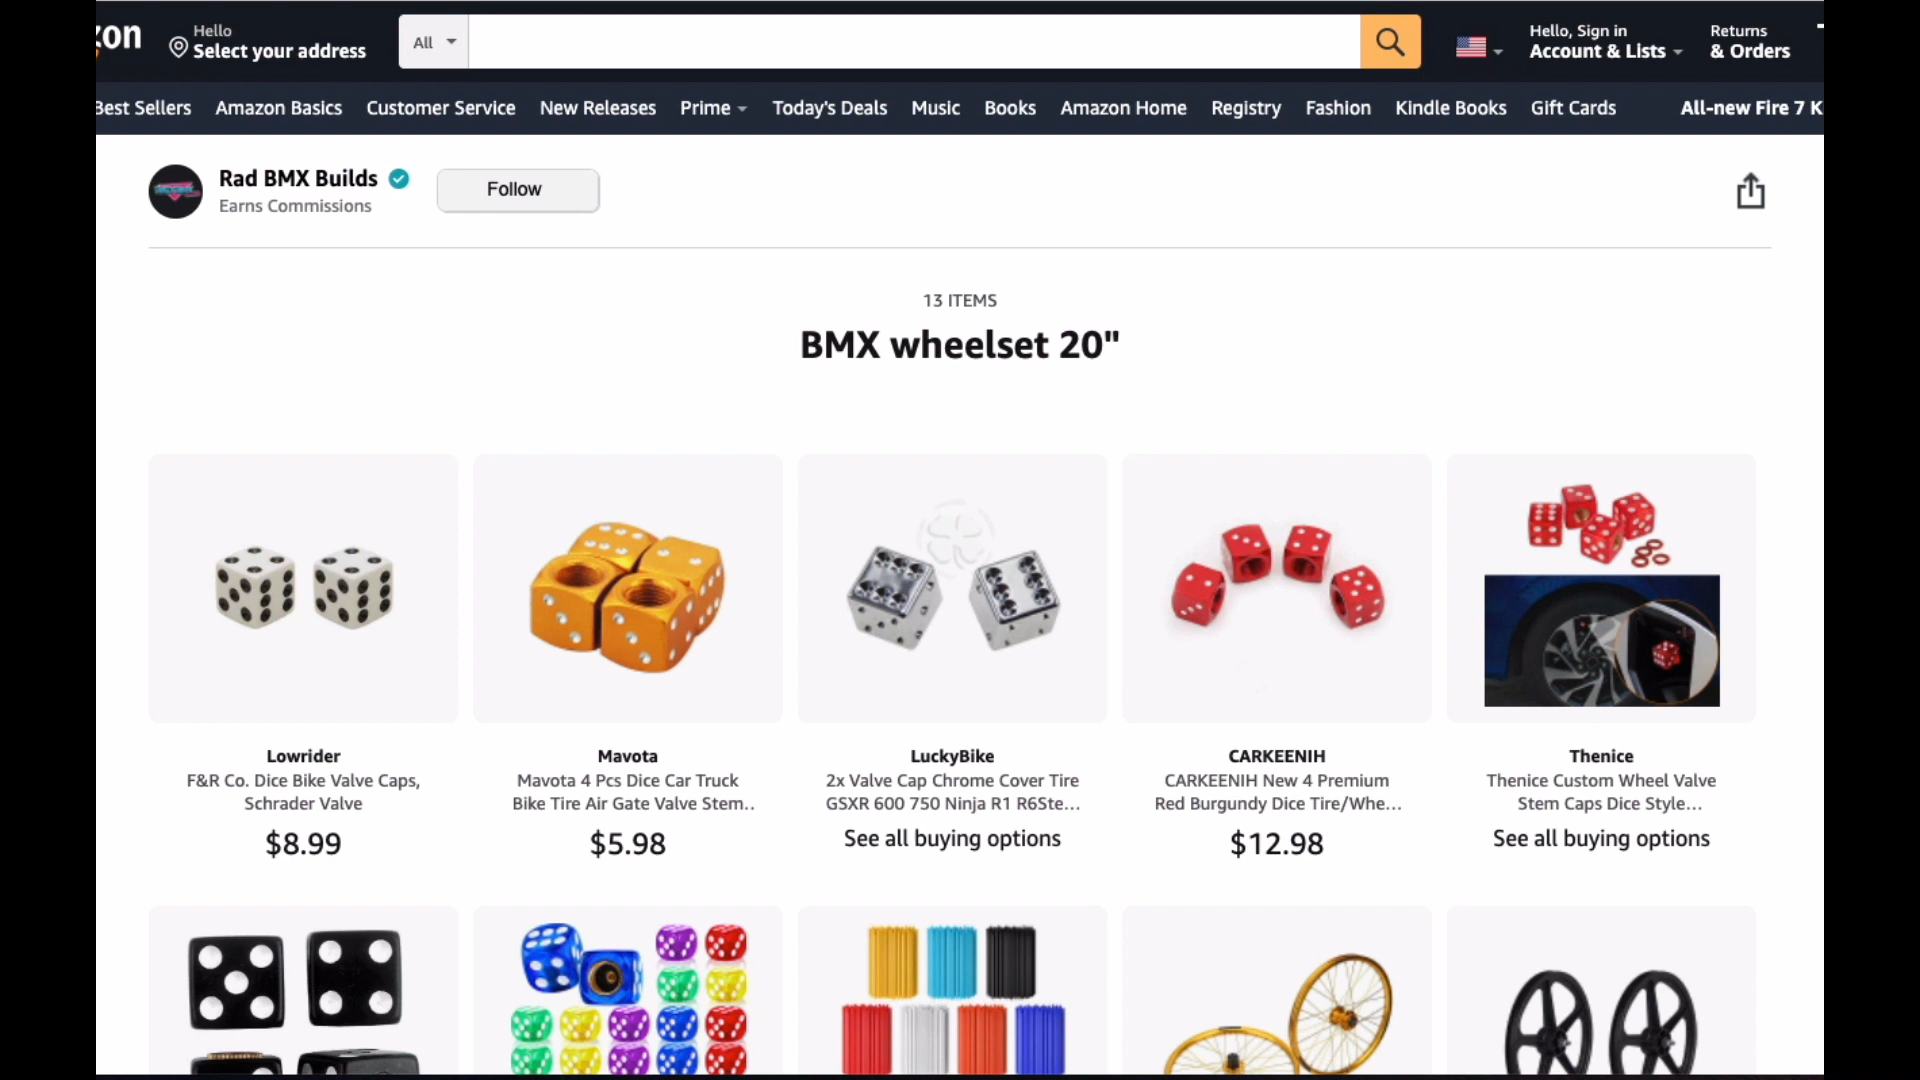 zon
Hello
Select your address
All
Hello, Sign in
Account & Lists
Returns
& Orders
Best Sellers
Amazon Basics
Customer Service
New Releases
Prime
Today's Deals
Music
Books
Amazon Home
Registry
Fashion
Kindle Books
Gift Cards
All-new Fire 7 K
Rad BMX Builds
Earns Commissions
Follow
13 ITEMS
BMX wheelset 20"
Lowrider
F&R Co. Dice Bike Valve Caps,
Schrader Valve
$8.99
Mavota
Mavota 4 Pcs Dice Car Truck
Bike Tire Air Gate Valve Stem..
$5.98
LuckyBike
2x Valve Cap Chrome Cover Tire
GSXR 600 750 Ninja R1 R6Ste...
See all buying options
CARKEENIH
CARKEENIH New 4 Premium
Red Burgundy Dice Tire/Whe...
$12.98
Thenice
Thenice Custom Wheel Valve
Stem Caps Dice Style...
See all buying options